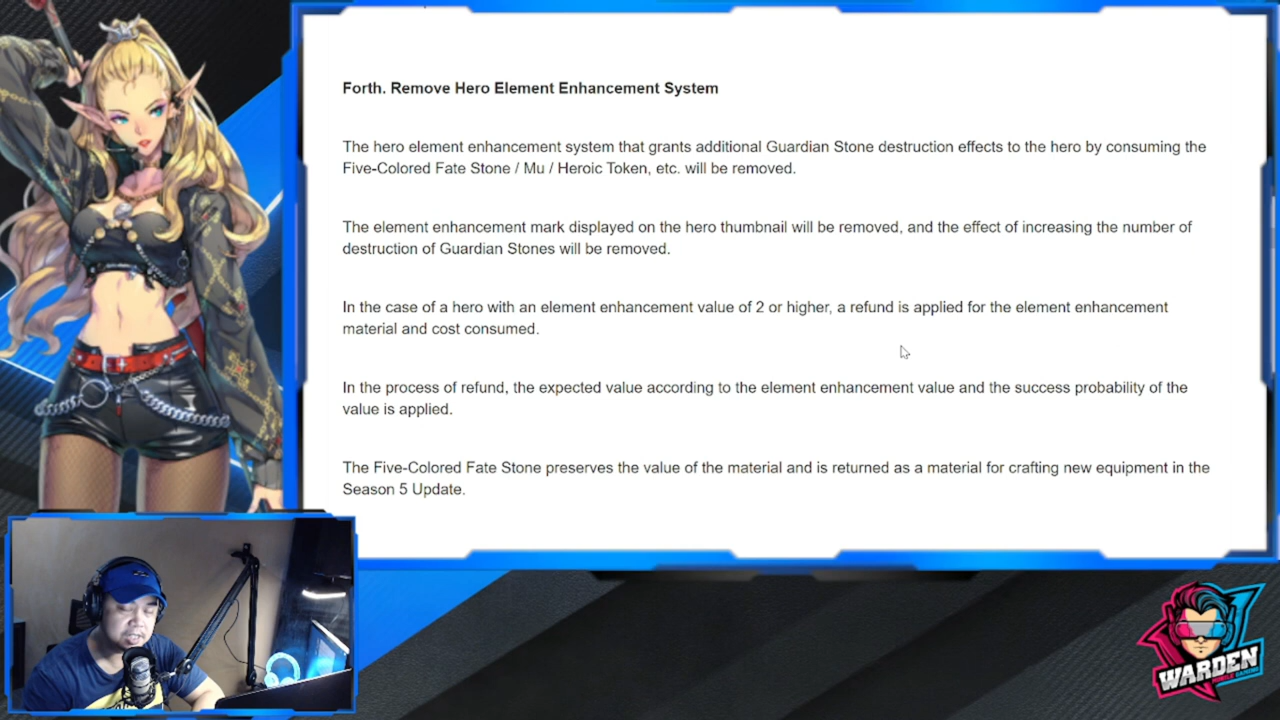 Forth. Remove Hero Element Enhancement System
The hero element enhancement system that grants additional Guardian Stone destruction effects to the hero by consuming the
Five-Colored Fate Stone / Mu / Heroic Token, etc. will be removed.
The element enhancement mark displayed on the hero thumbnail will be removed, and the effect of increasing the number of
destruction of Guardian Stones will be removed.
In the case of a hero with an element enhancement value of 2 or higher, a refund is applied for the element enhancement
material and cost consumed.
In the process of refund, the expected value according to the element enhancement value and the success probability of the
value is applied.
The Five-Colored Fate Stone preserves the value of the material and is returned as a material for crafting new equipment in the
Season 5 Update.
WARDEN
MOBILE GAMING